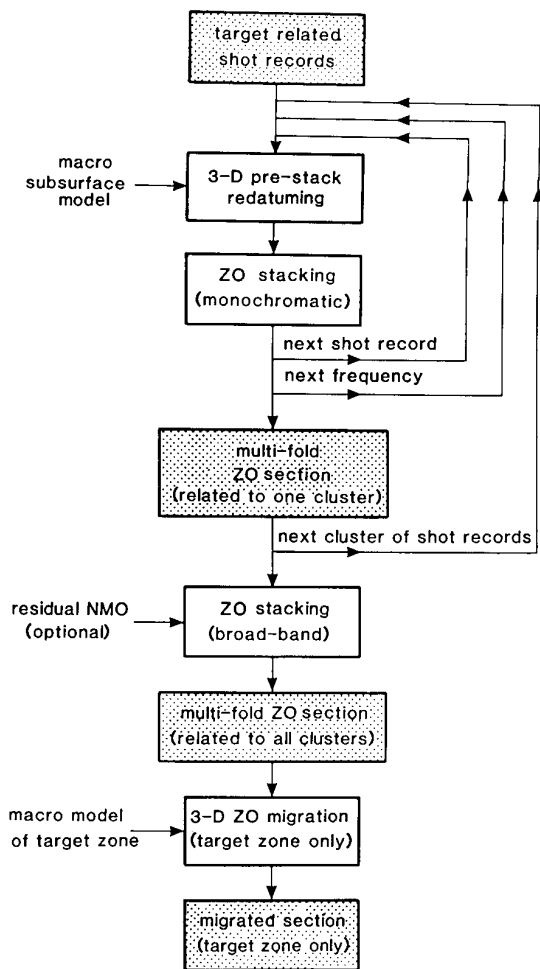 target related
shot records
macro
subsurface
model
3-D pre-stack
redatuming
ZO stacking
(monochromatic)
next shot record
next frequency
multi-fold
ZO section
(related to one cluster)
next cluster of shot records
residual NMO
(optional)
ZO stacking
(broad-band)
multi-fold ZO section
(related to all clusters)
macro model
of target zone
3-D ZO migration
(target zone only)
migrated section
(target zone only)